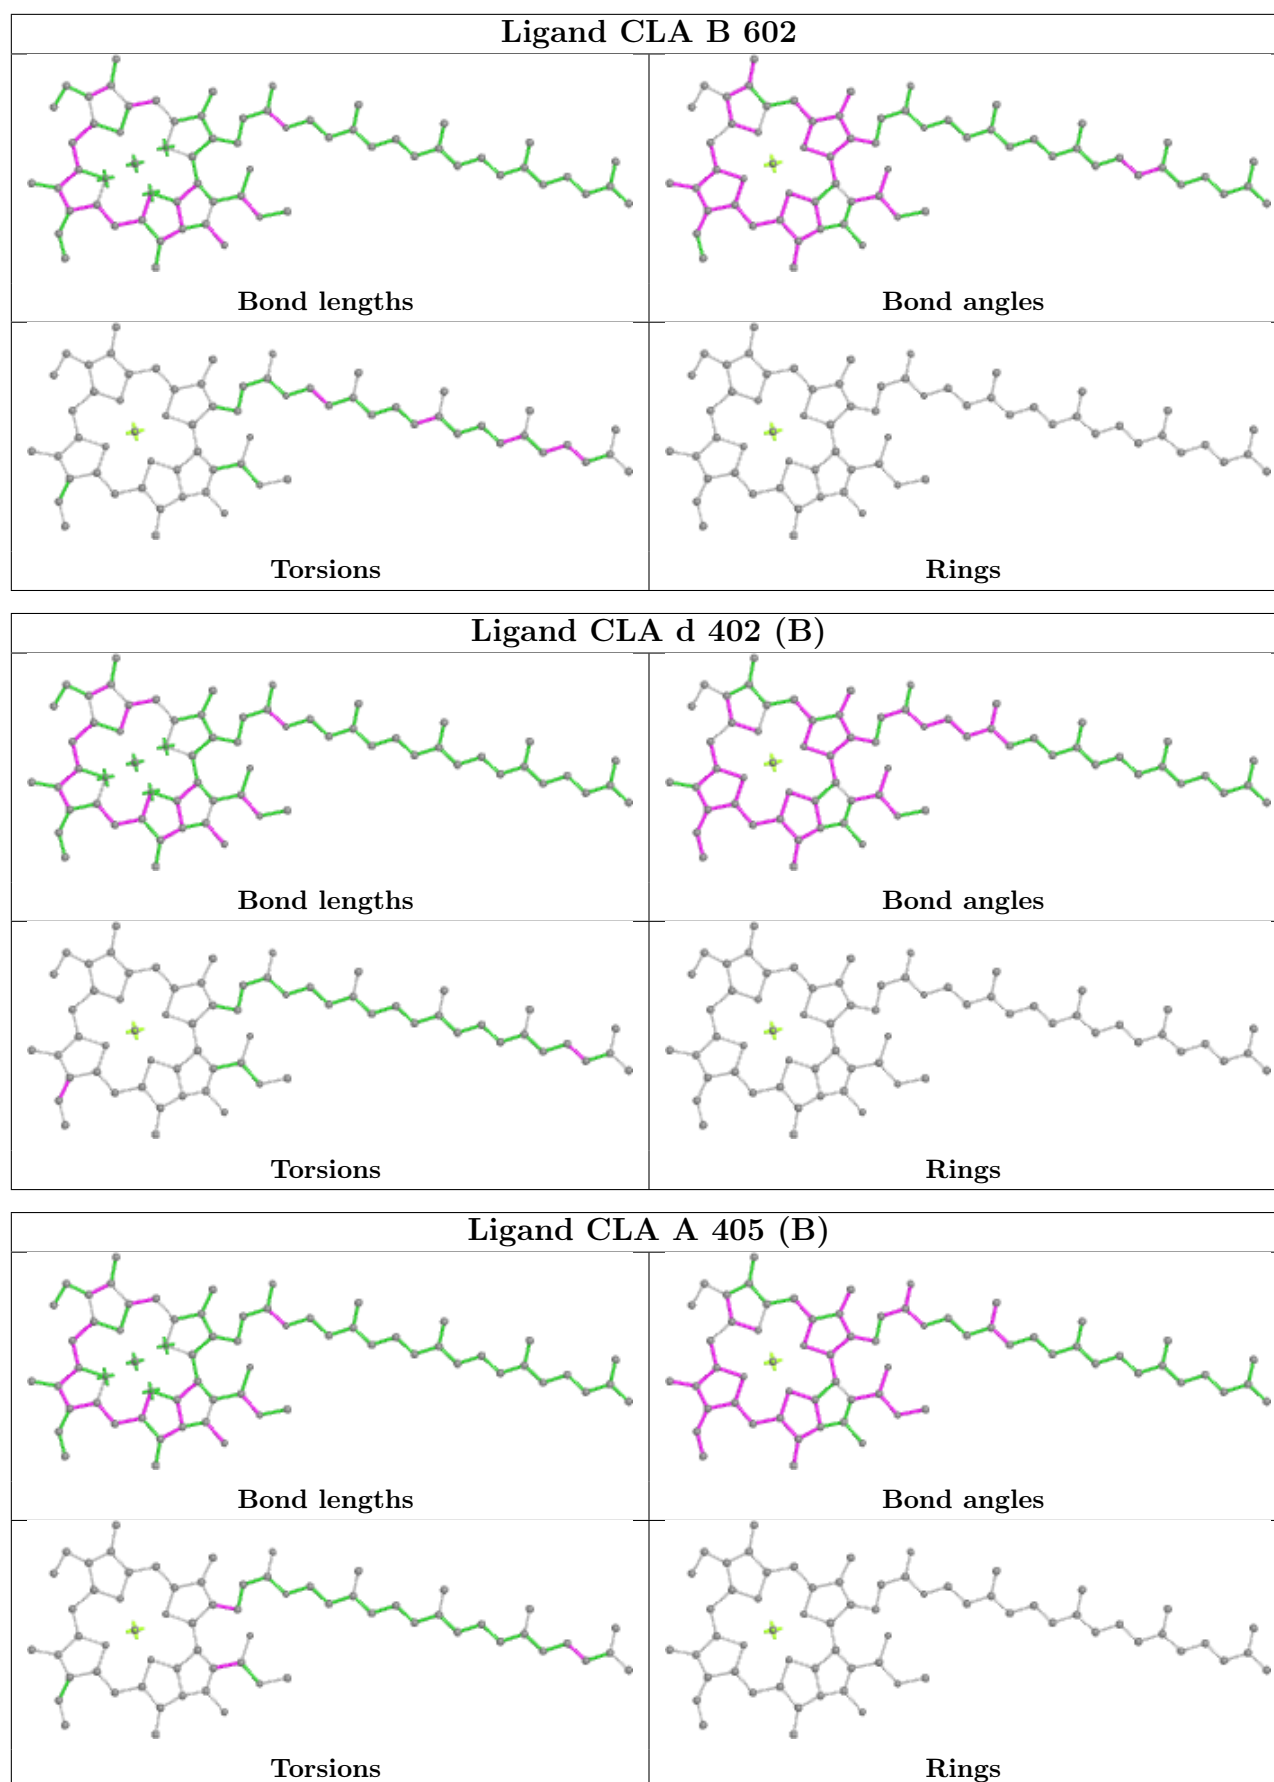 Ligand CLA B 602
Bond lengths
Bond angles
Torsions
Rings
Ligand CLA d 402 (B)
Bond lengths
Bond angles
Torsions
Rings
Ligand CLA A 405 (B)
Bond lengths
Bond angles
Torsions
Rings